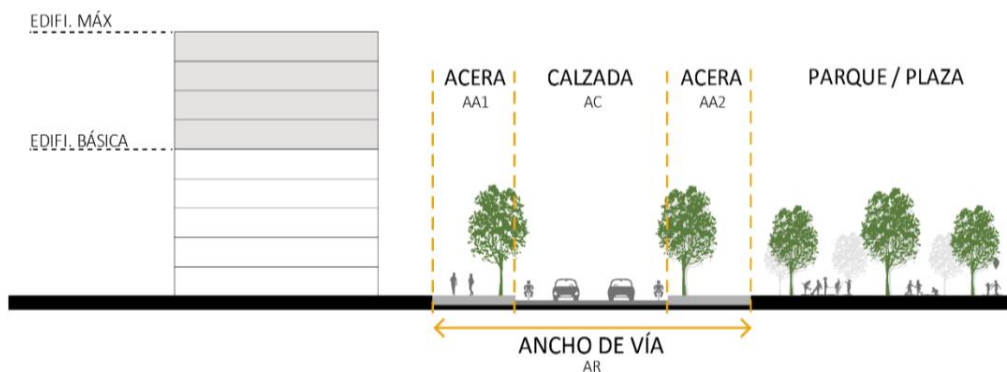 EDIFI. MÁX
EDIFI. BÁSICA
ACERA
AA1
CALZADA
AC
ACERA
AA2
PARQUE / PLAZA
ANCHO DE VÍA
AR